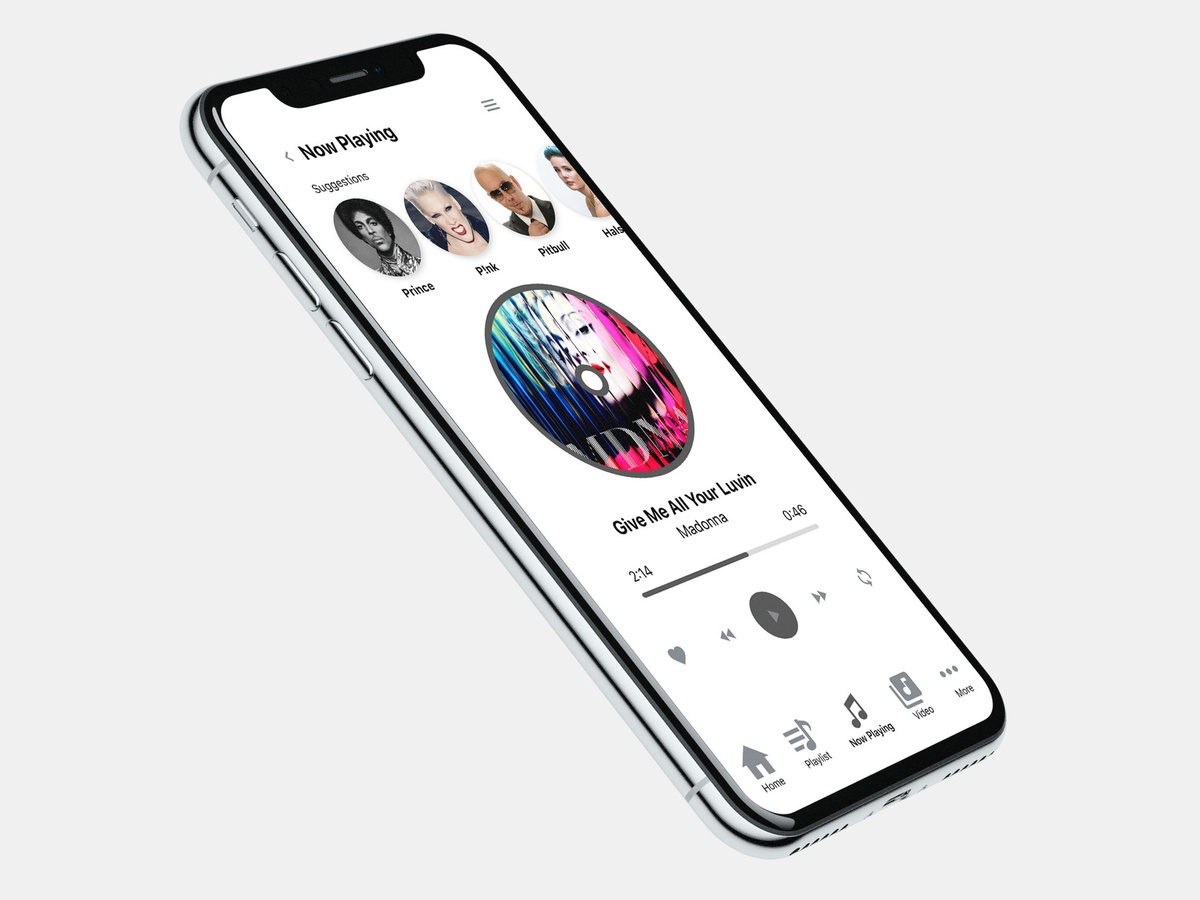 Now Playing
Suggestions
Prince
P!nk
Pitbull
Hals
MDN
Give Me All Your Luvin
Madonna
2:14
0:46
Home
Playlist
Now Playing
Video
More